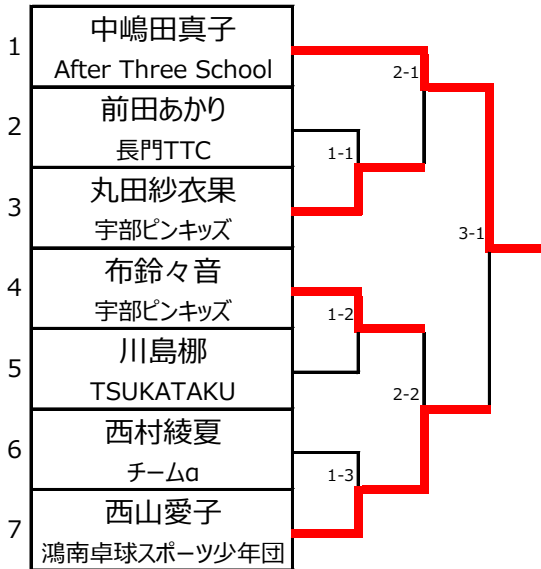 1
中嶋田真子
After Three School
2
前田あかり
長門TTC
3
丸田紗衣果
宇部ピンキッズ
4
布鈴々音
宇部ピンキッズ
5
川島梛
TSUKATAKU
6
西村綾夏
チームα
7
西山愛子
鴻南卓球スポーツ少年団
2-1
1-1
3-1
1-2
2-2
1-3